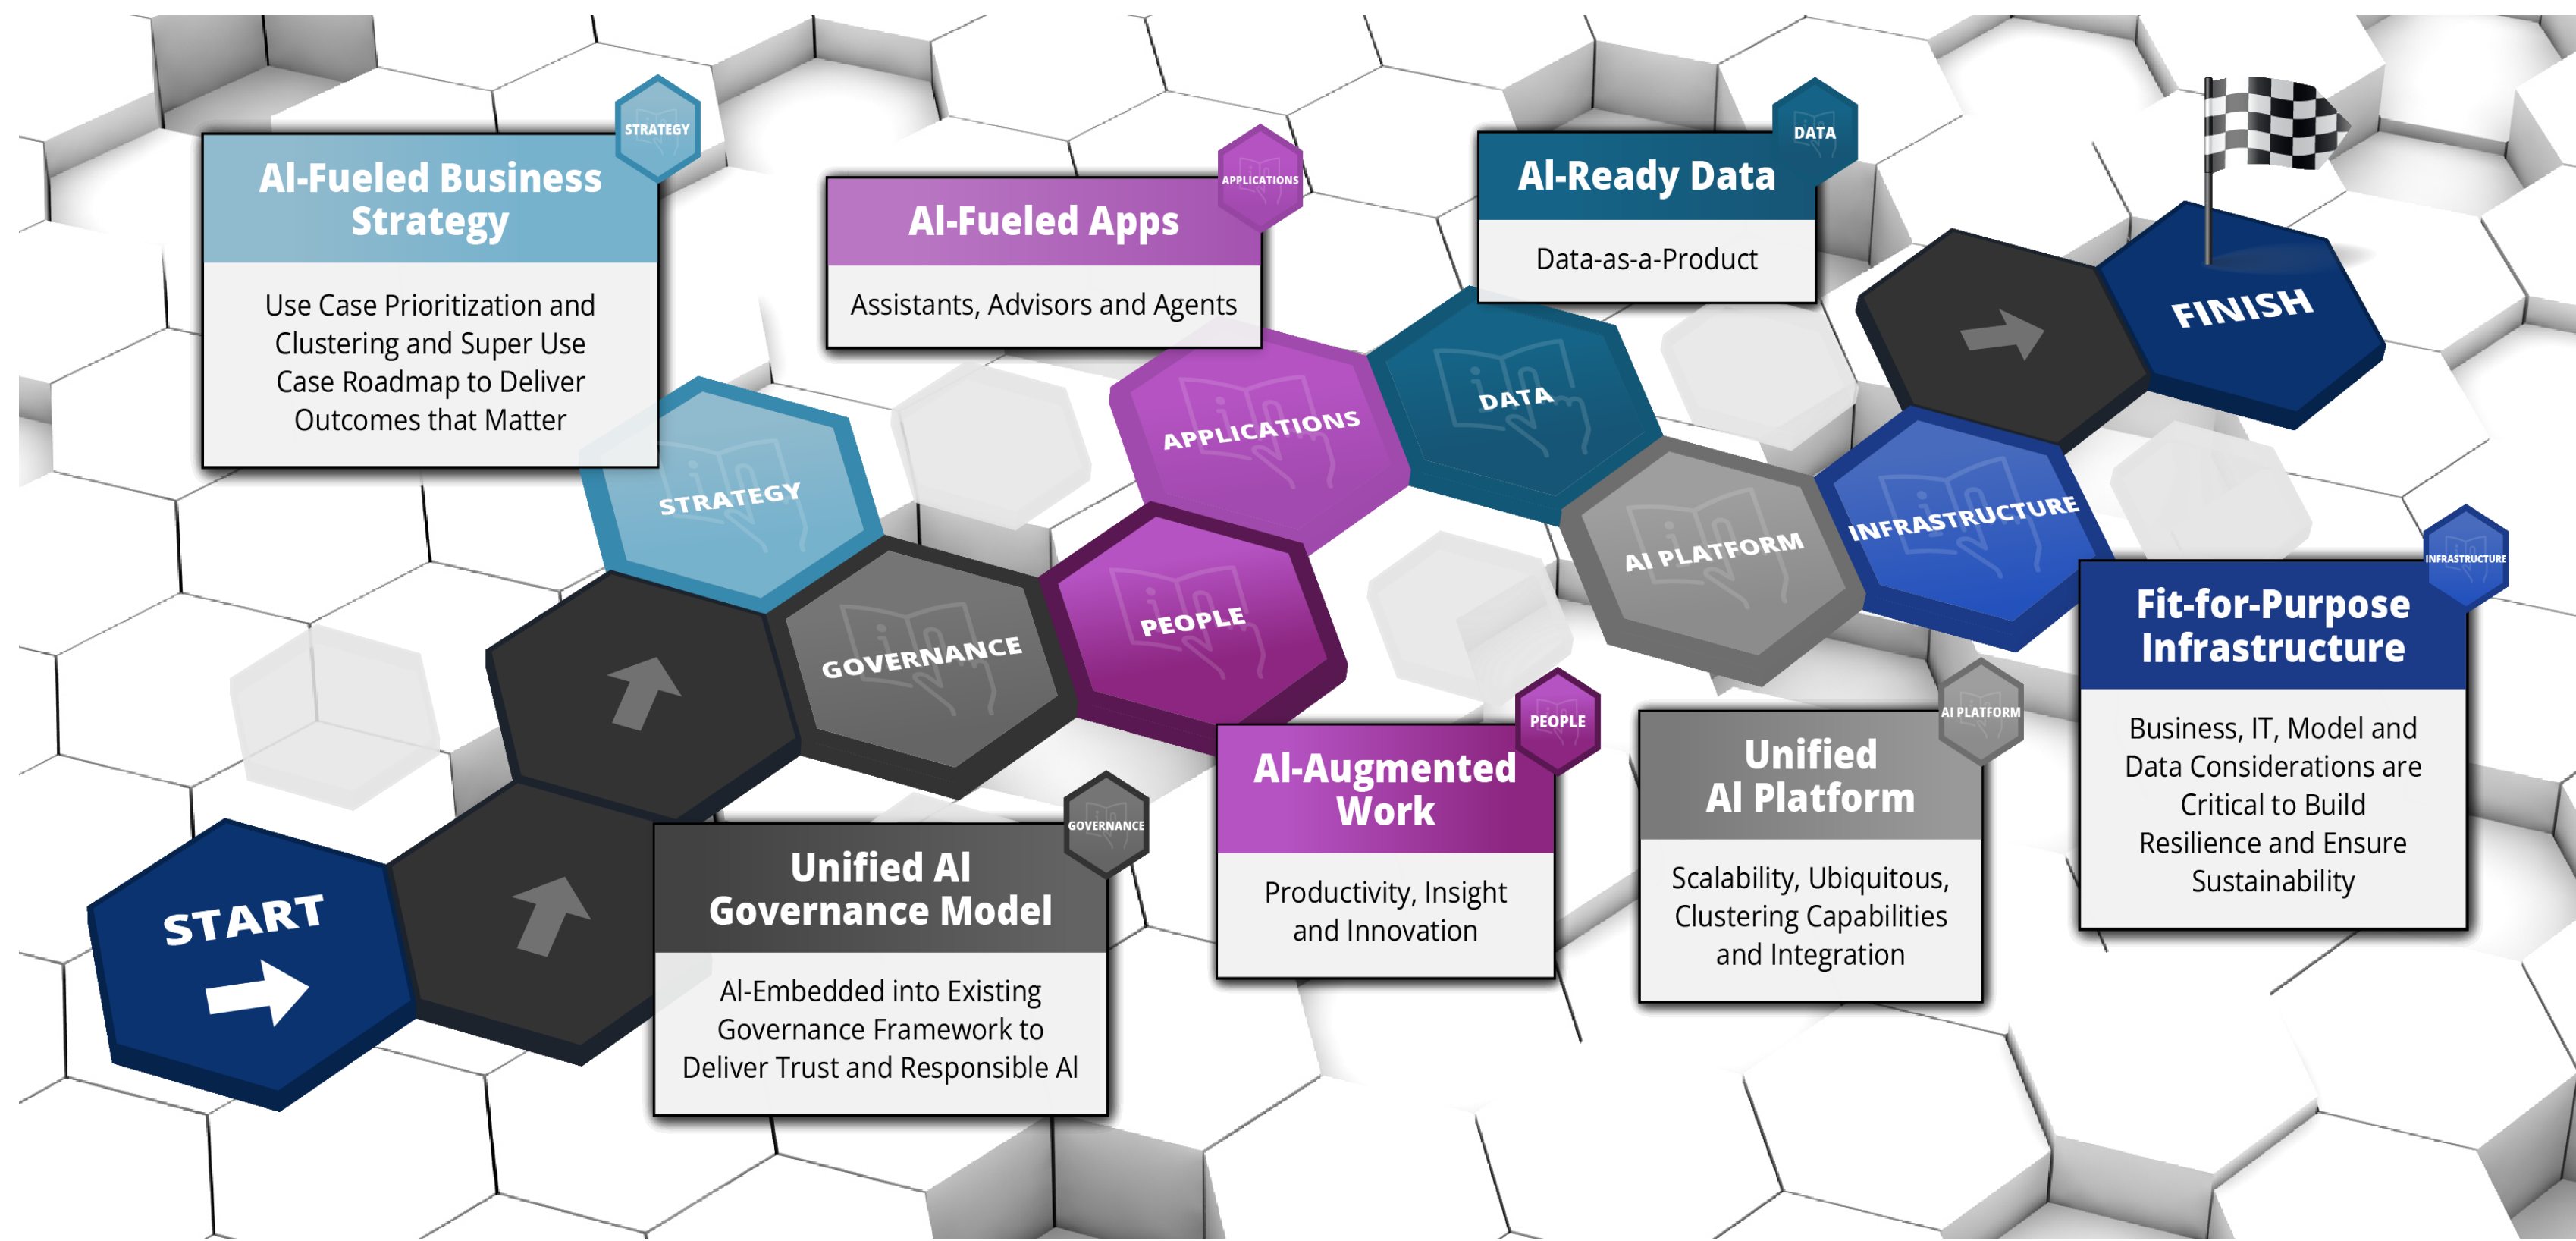 STRATEGY
AI-Fueled Business
Strategy
Use Case Prioritization and
Clustering and Super Use
Case Roadmap to Deliver
Outcomes that Matter
APPLICATIONS
AI-Fueled Apps
Assistants, Advisors and Agents
DATA
AI-Ready Data
Data-as-a-Product
FINISH
STRATEGY
APPLICATIONS
DATA
GOVERNANCE
PEOPLE
AI PLATFORM
INFRASTRUCTURE
START
GOVERNANCE
Unified AI
Governance Model
AI-Embedded into Existing
Governance Framework to
Deliver Trust and Responsible AI
PEOPLE
AI-Augmented
Work
Productivity, Insight
and Innovation
AI PLATFORM
Unified
AI Platform
Scalability, Ubiquitous,
Clustering Capabilities
and Integration
INFRASTRUCTURE
Fit-for-Purpose
Infrastructure
Business, IT, Model and
Data Considerations are
Critical to Build
Resilience and Ensure
Sustainability